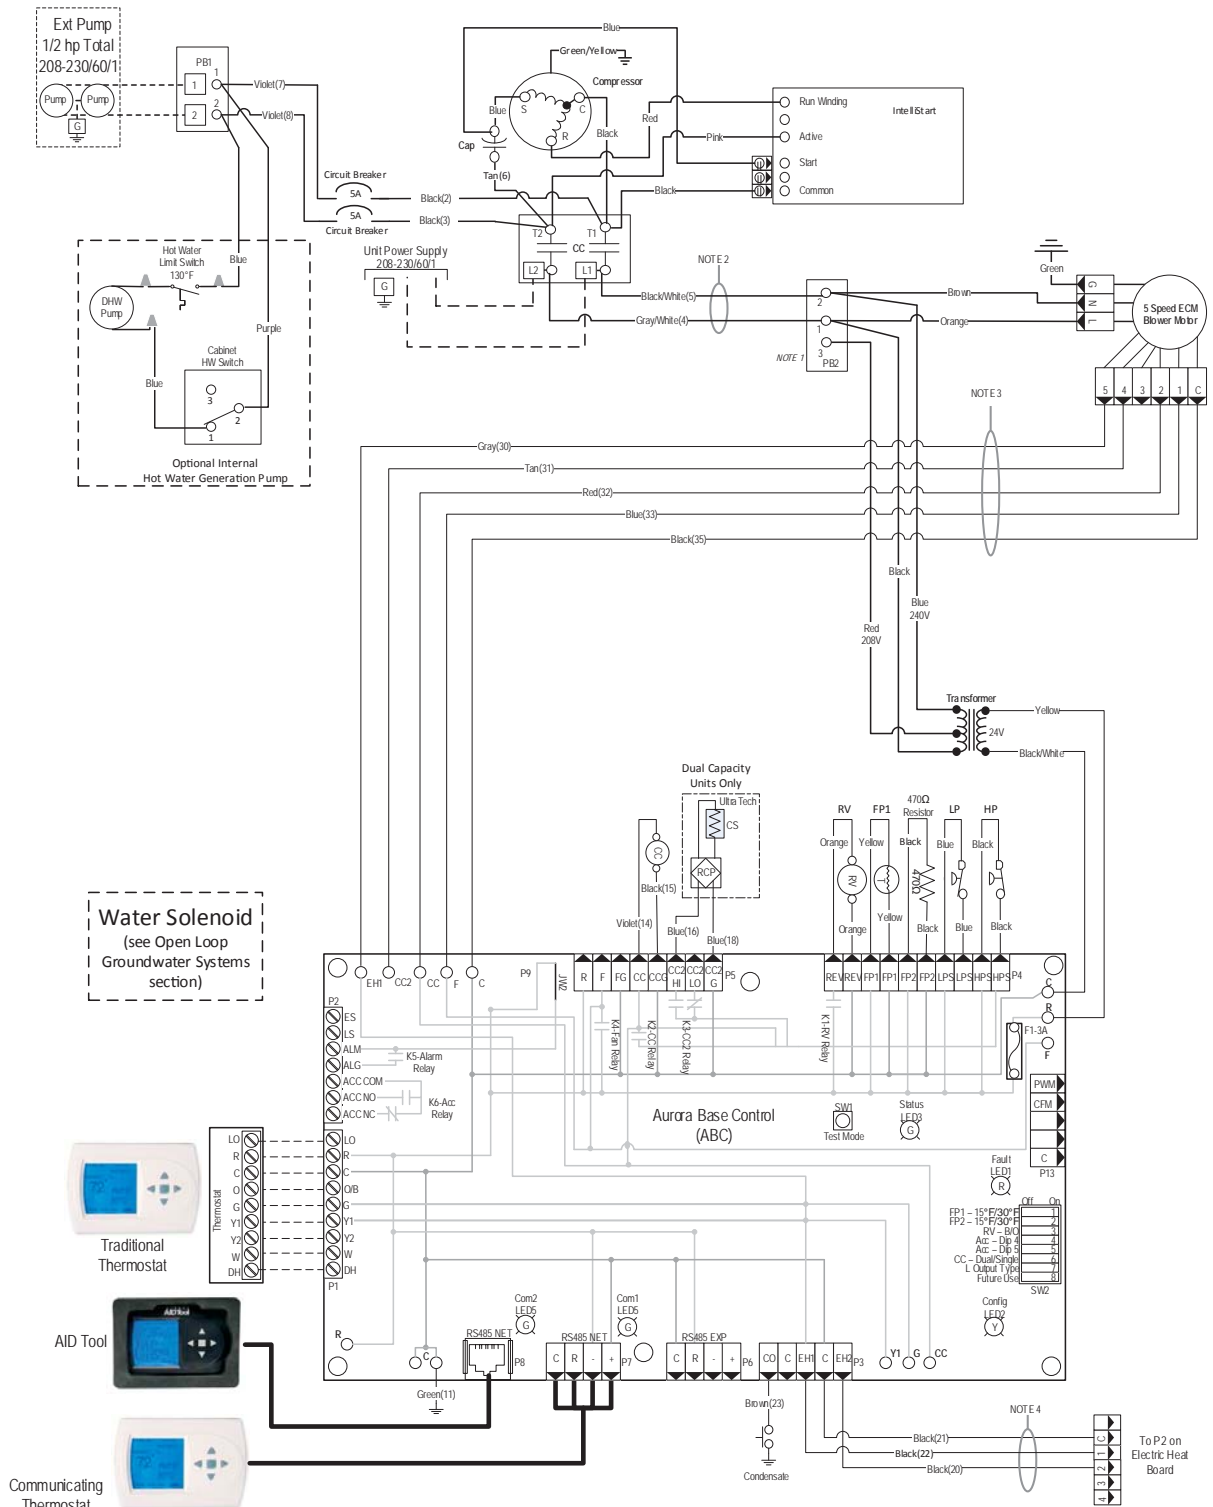 Ext Pump
1/2 hp Total
208-230/60/1
Pump
Pump
G
PB1
1
1
2
2
Violet(7)
Violet(8)
Circuit Breaker
5A
5A
Circuit Breaker
Black(2)
Black(3)
Blue
Green/Yellow
Compressor
S
C
R
Blue
Cap
Tan(6)
Black
Red
Pink
Black
Run Winding
IntelliStart
Active
Start
Common
T2
T1
CC
L2
L1
Unit Power Supply
208-230/60/1
G
Hot Water
Limit Switch
130°F
Blue
DHW
Pump
Purple
Blue
Cabinet
HW Switch
3
2
1
Optional Internal
Hot Water Generation Pump
NOTE 2
Black/White(5)
Gray/White(4)
2
1
3
NOTE 1
PB2
Brown
Orange
Green
G
N
L
5 Speed ECM
Blower Motor
5
4
3
2
1
C
NOTE 3
Gray(30)
Tan(31)
Red(32)
Blue(33)
Black(35)
Black
Blue
240V
Red
208V
Transformer
24V
Yellow
Black/White
Dual Capacity
Units Only
Ultra Tech
CS
RCP
CC
Black(15)
Violet(14)
Blue(16)
Blue(18)
RV
FP1
470Ω
Resistor
LP
HP
Orange
Yellow
Black
Blue
Black
RV
T
470Ω
Orange
Yellow
Black
Blue
Black
Water Solenoid
(see Open Loop
Groundwater Systems
section)
EH1
CC2
CC
F
C
P9
JW2
R
F
FG
CC
CCG
CC2
HI
CC2
LO
CC2
G
P5
REV
REV
FP1
FP1
FP2
FP2
LPS
LPS
HPS
HPS
P4
C
R
F1-3A
F
P2
ES
LS
ALM
ALG
ACC COM
ACC NO
ACC NC
K5-Alarm
Relay
K6-Acc
Relay
K4-Fan Relay
K2-CC Relay
K3-CC2 Relay
K1-RV Relay
Aurora Base Control
(ABC)
SW1
Test Mode
Status
LED3
G
PWM
CFM
C
P13
Fault
LED1
R
Off
On
FP1 – 15°F/30°F
1
FP2 – 15°F/30°F
2
RV – B/O
3
Acc – Dip 4
4
Acc – Dip 5
5
CC – Dual/Single
6
L Output Type
7
Future Use
8
SW2
Config
LED2
Y
Thermostat
LO
R
C
O
G
Y1
Y2
W
DH
LO
R
C
O/B
G
Y1
Y2
W
DH
P1
Traditional
Thermostat
72
AID Tool
Communicating
Thermostat
72
R
C
Green(11)
Com2
LED5
G
Com1
LED5
G
RS485 NET
P8
RS485 NET
C
R
-
+
P7
RS485 EXP
C
R
-
+
P6
CO
C
EH1
C
EH2
P3
Y1
G
CC
Brown(23)
Condensate
Black(21)
Black(22)
Black(20)
NOTE 4
C
1
2
3
4
To P2 on
Electric Heat
Board